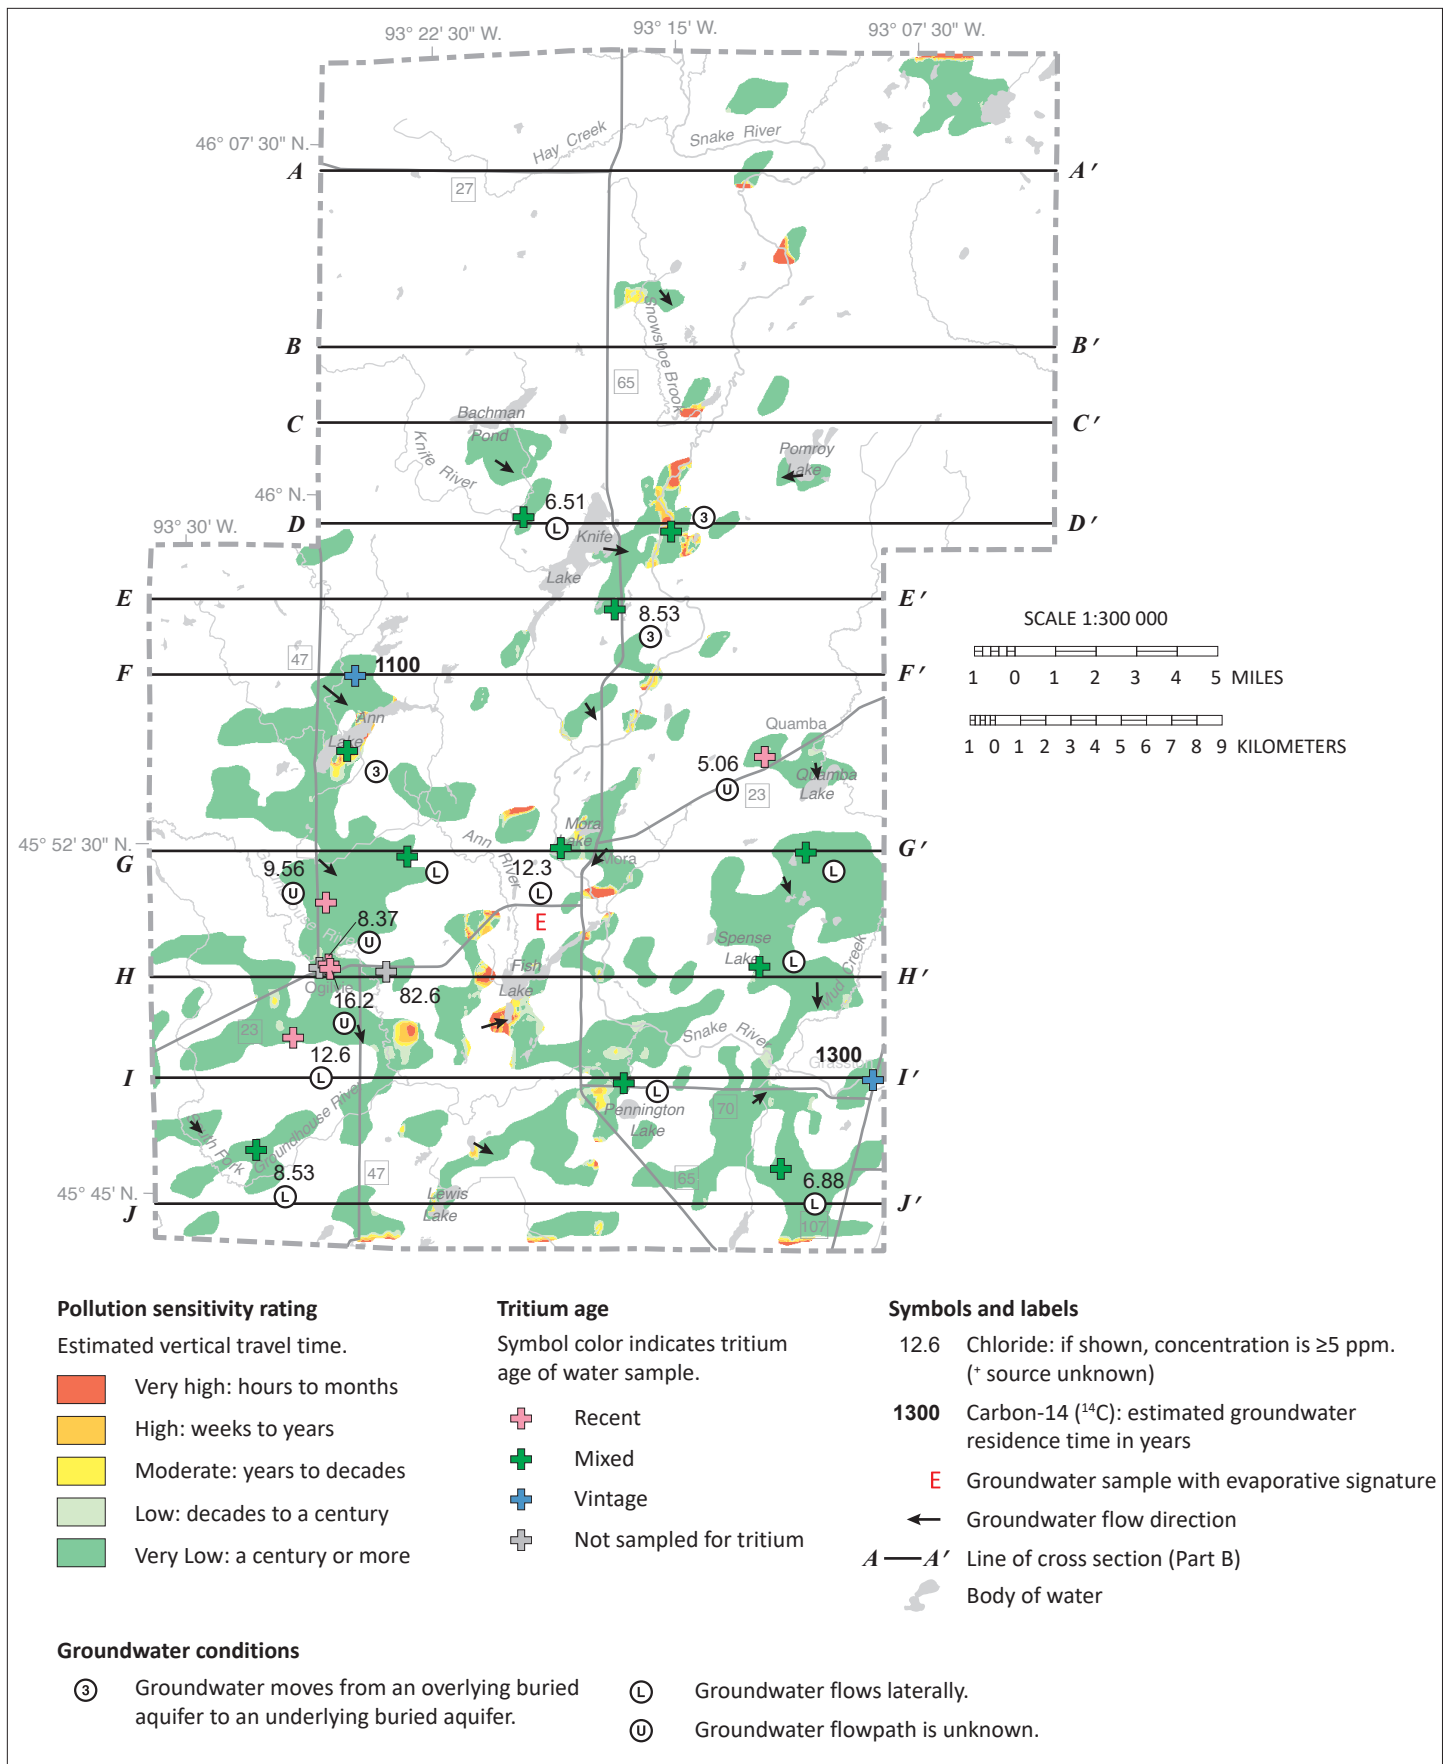 93° 22' 30" W.
93° 15' W.
93° 07' 30" W.
46° 07' 30" N.
Hay Creek
Snake River
A
A'
27
Snowshoe Brook
B
B'
65
Bachman
Pond
C
C'
Knife River
Pomroy
Lake
46° N.
6.51
L
3
D
D'
93° 30' W.
Knife
Lake
E
E'
8.53
3
SCALE 1:300 000
1 0 1 2 3 4 5 MILES
1 0 1 2 3 4 5 6 7 8 9 KILOMETERS
47
1100
F
F'
Ann
Lake
3
Quamba
5.06
U
23
Quamba
Lake
Mora
Lake
Mora
Ann River
45° 52' 30" N.
G
G'
9.56
U
L
12.3
L
E
L
Groundhouse River
8.37
U
Spense
Lake
L
Mud Creek
Fish
Lake
H
H'
Ogilvie
16.2
82.6
U
23
Snake River
12.6
1300
Grasston
I
L
I'
L
70
Pennington
Lake
South Park
Groundhouse River
8.53
L
47
65
6.88
L
45° 45' N.
J
J'
Lewis
Lake
107
Pollution sensitivity rating
Estimated vertical travel time.
Very high: hours to months
High: weeks to years
Moderate: years to decades
Low: decades to a century
Very Low: a century or more
Tritium age
Symbol color indicates tritium
age of water sample.
Recent
Mixed
Vintage
Not sampled for tritium
Symbols and labels
12.6 Chloride: if shown, concentration is ≥5 ppm.
(⁺ source unknown)
1300 Carbon-14 (¹⁴C): estimated groundwater
residence time in years
E Groundwater sample with evaporative signature
Groundwater flow direction
A A' Line of cross section (Part B)
Body of water
Groundwater conditions
3 Groundwater moves from an overlying buried
aquifer to an underlying buried aquifer.
L Groundwater flows laterally.
U Groundwater flowpath is unknown.